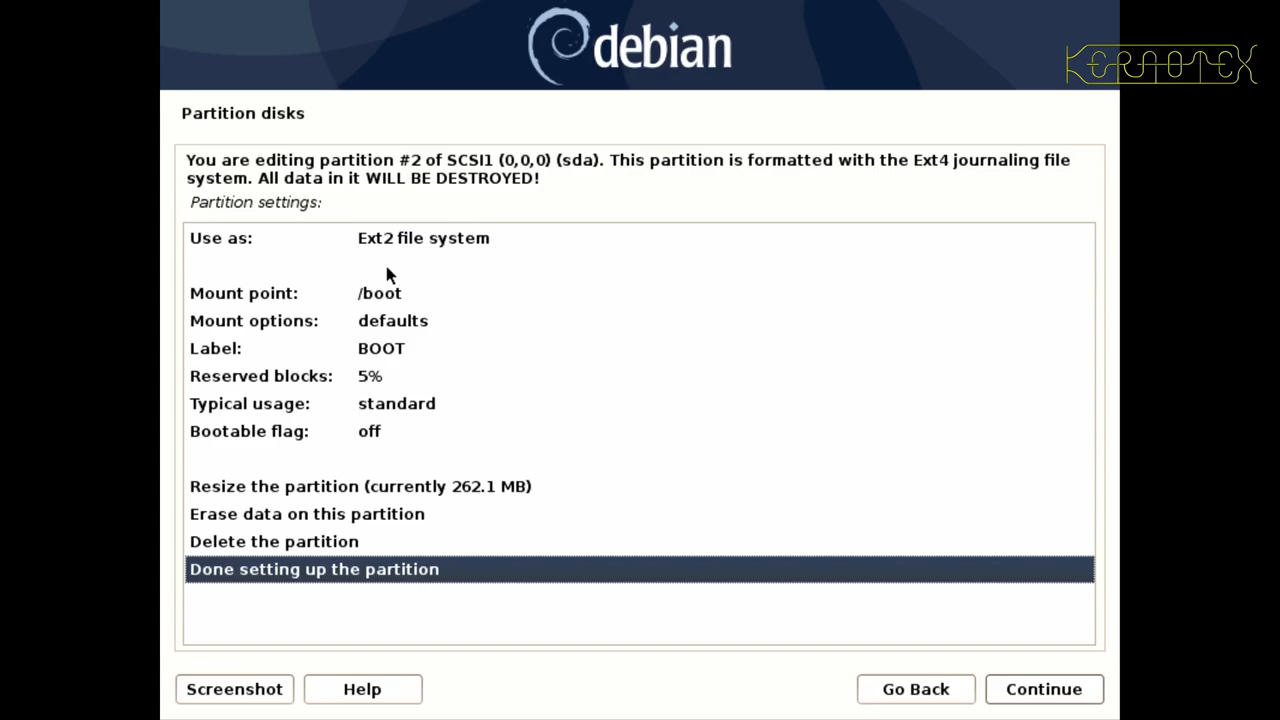 debian
KERNOTEX
Partition disks
You are editing partition #2 of SCSI1 (0,0,0) (sda). This partition is formatted with the Ext4 journaling file
system. All data in it WILL BE DESTROYED!
Partition settings:
Use as: Ext2 file system
Mount point: /boot
Mount options: defaults
Label: BOOT
Reserved blocks: 5%
Typical usage: standard
Bootable flag: off
Resize the partition (currently 262.1 MB)
Erase data on this partition
Delete the partition
Done setting up the partition
Screenshot Help Go Back Continue